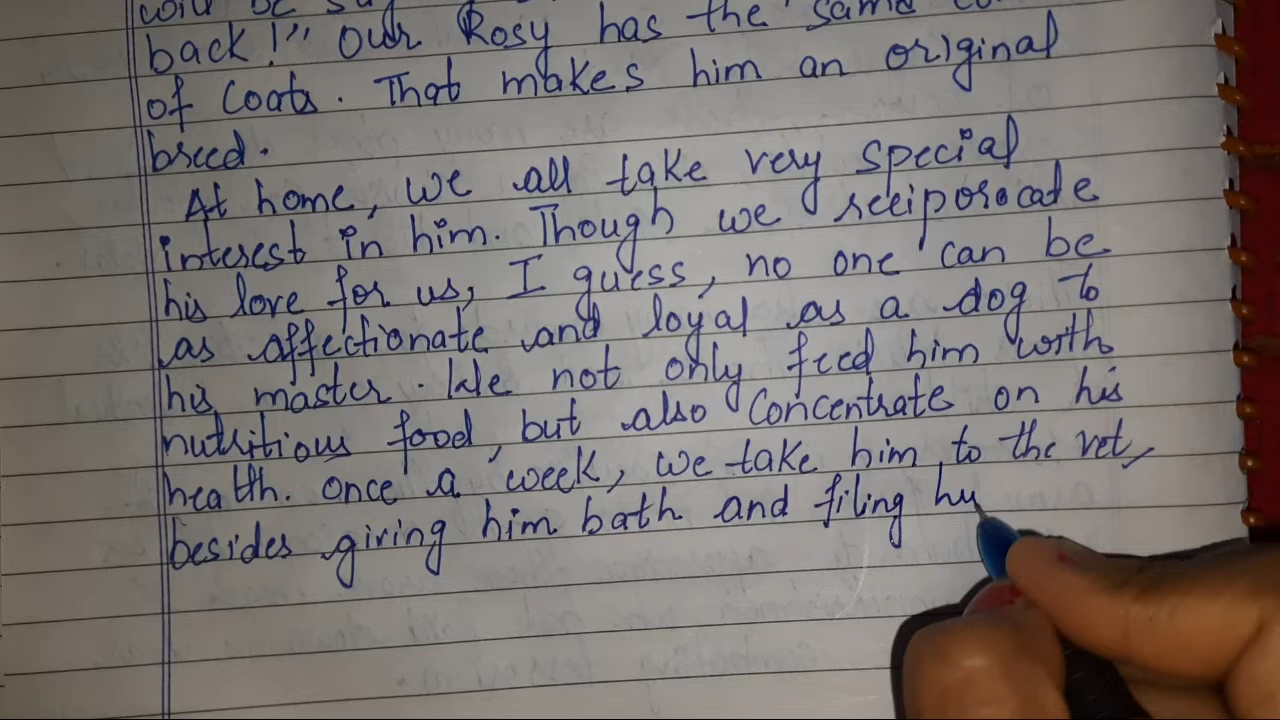 will be
back!" Our Rosy has the same
of Coats. That makes him an original
breed.
At home, we all take very special
interest in him. Though we reciporocate
his love for us, I guess, no one can be
as affectionate and loyal as a dog to
his master. We not only feed him with
nutritious food, but also concentrate on his
health. Once a week, we take him to the vet,
besides giving him bath and filing